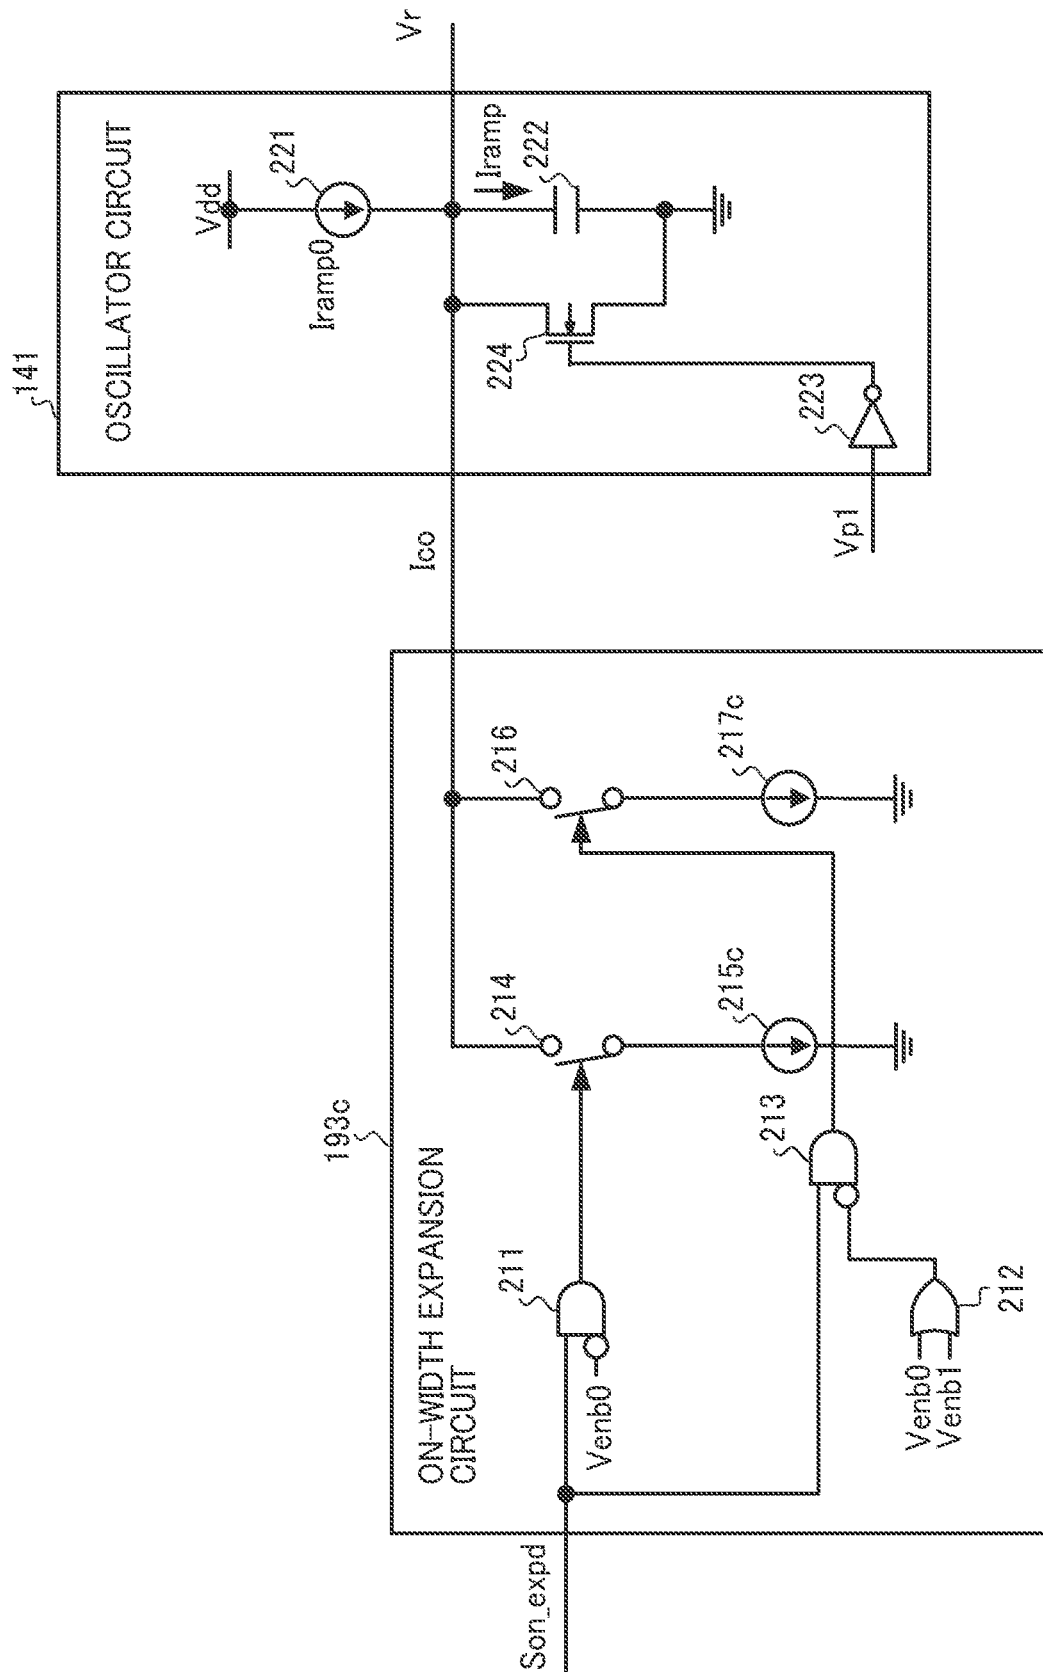 193c
ON-WIDTH EXPANSION
CIRCUIT
Son_expd
211
Venb0
214
215c
216
217c
213
Venb0
Venb1
212
Ico
141
OSCILLATOR CIRCUIT
Vdd
221
Iramp0
Iramp
222
224
223
Vp1
Vr